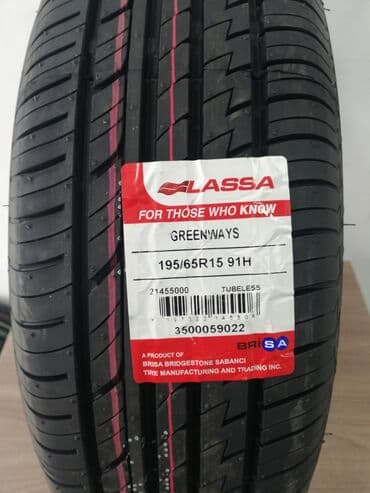 LASSA
FOR THOSE WHO KNOW
GREENWAYS
195/65R15 91H
21455000 TUBELESS
3500059022
BRISA
A PRODUCT OF
BRISA BRIDGESTONE SABANCI
TIRE MANUFACTURING AND TRADING INC.